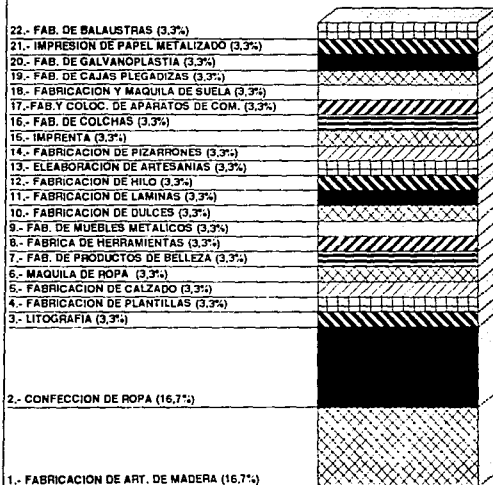 22.- FAB. DE BALAUSTRAS (3,3%)
21.- IMPRESION DE PAPEL METALIZADO (3,3%)
20.- FAB. DE GALVANOPLASTIA (3,3%)
19.- FAB. DE CAJAS PLEGADIZAS (3,3%)
18.- FABRICACION Y MAQUILA DE SUELA (3,3%)
17.-FAB.Y COLOC. DE APARATOS DE COM. (3,3%)
16.- FAB. DE COLCHAS (3,3%)
15.- IMPRENTA (3,3%)
14.- FABRICACION DE PIZARRONES (3,3%)
13.- ELEABORACION DE ARTESANIAS (3,3%)
12.- FABRICACION DE HILO (3,3%)
11.- FABRICACION DE LAMINAS (3,3%)
10.- FABRICACION DE DULCES (3,3%)
9.- FAB. DE MUEBLES METALICOS (3,3%)
8.- FABRICA DE HERRAMIENTAS (3,3%)
7.- FAB. DE PRODUCTOS DE BELLEZA (3,3%)
6.- MAQUILA DE ROPA (3,3%)
5.- FABRICACION DE CALZADO (3,3%)
4.- FABRICACION DE PLANTILLAS (3,3%)
3.- LITOGRAFIA (3,3%)
2.- CONFECCION DE ROPA (16,7%)
1.- FABRICACION DE ART. DE MADERA (16,7%)